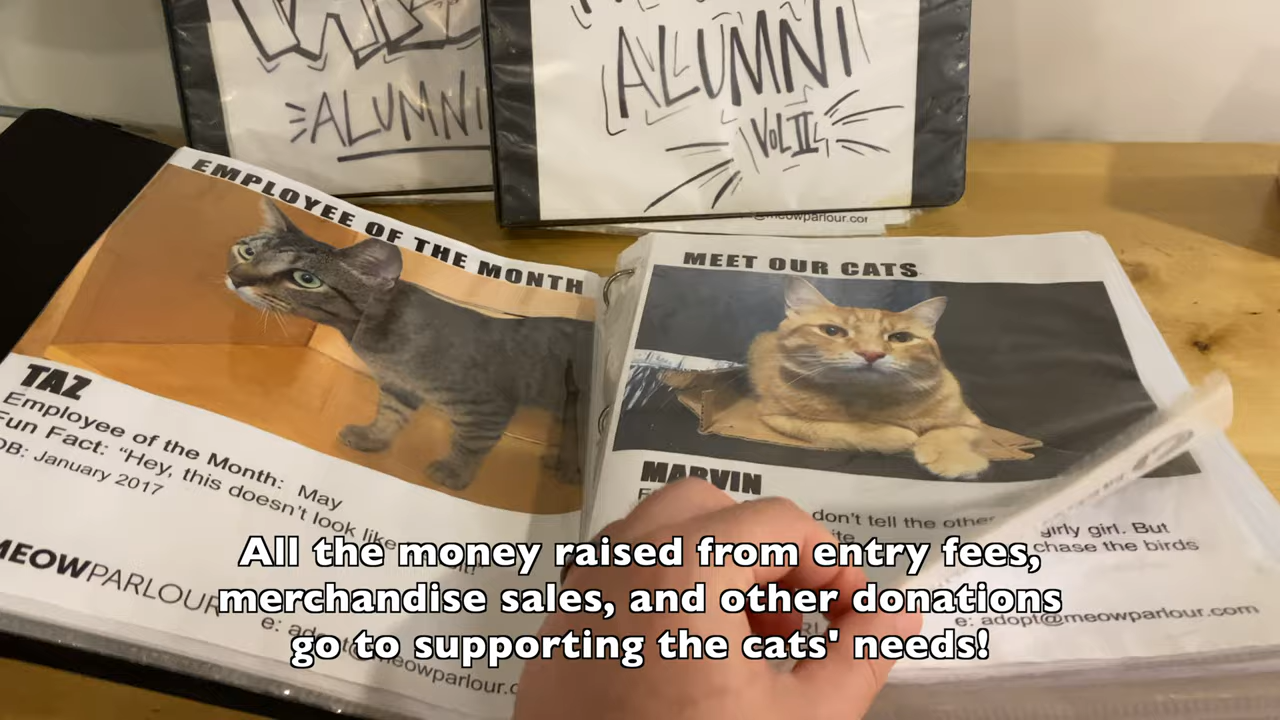 ALUMNI
ALUMNI
VOL II
@meowparlour.com
EMPLOYEE OF THE MONTH
TAZ
Employee of the Month: May
Fun Fact: "Hey, this doesn't look like
DOB: January 2017
MEOWPARLOUR
e: adopt@meowparlour.c
MEET OUR CATS
MARVIN
don't tell the other
girly girl. But
chase the birds
e: adopt@meowparlour.com
All the money raised from entry fees,
merchandise sales, and other donations
go to supporting the cats' needs!